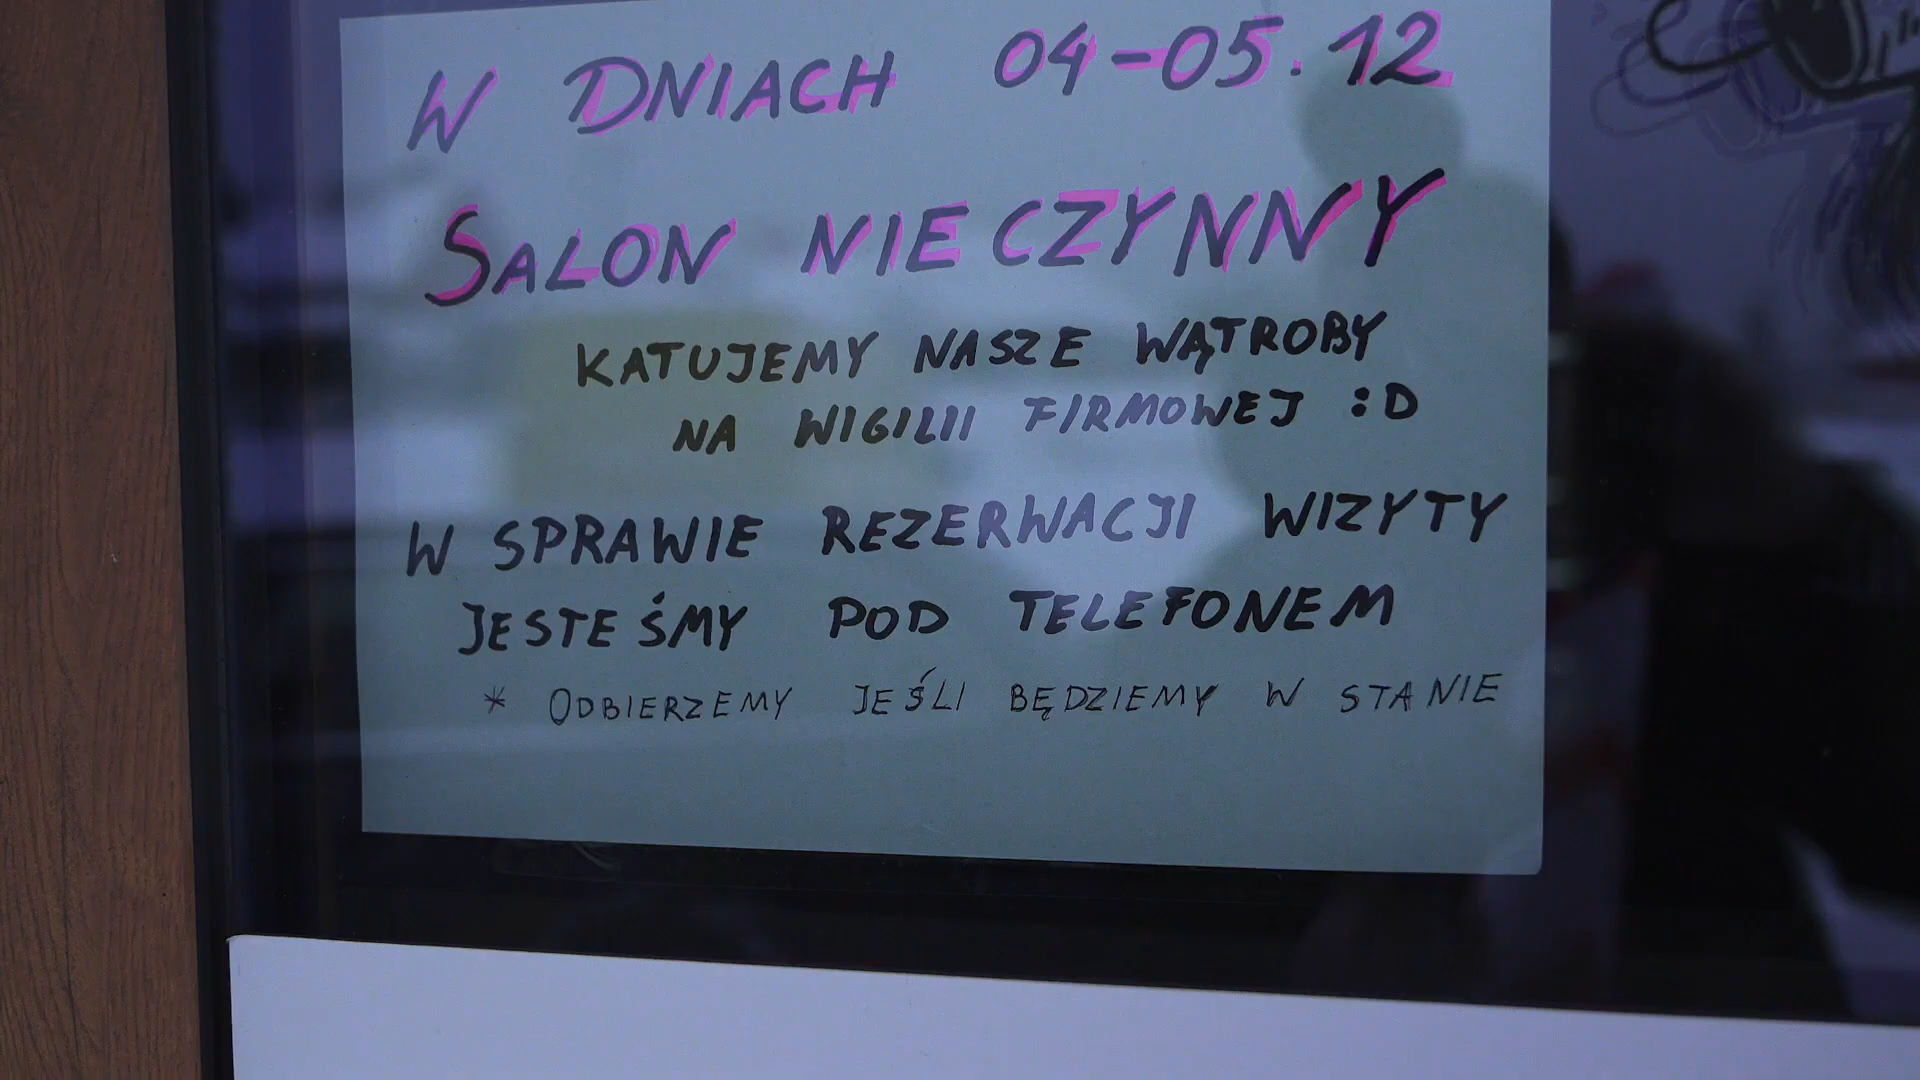 W DNIACH 04-05.12
SALON NIECZYNNY
KATUJEMY NASZE WĄTROBY
NA WIGILII FIRMOWEJ :D
W SPRAWIE REZERWACJI WIZYTY
JESTEŚMY POD TELEFONEM
* ODBIERZEMY JEŚLI BĘDZIEMY W STANIE